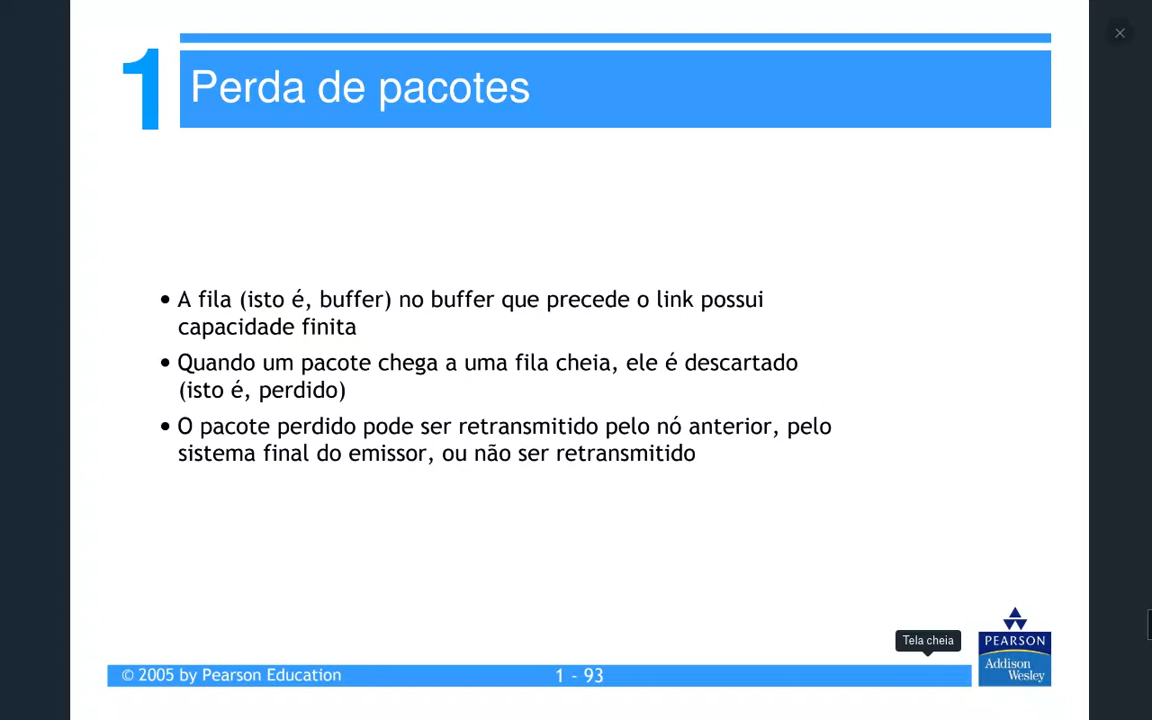 1
Perda de pacotes
• A fila (isto é, buffer) no buffer que precede o link possui
capacidade finita
• Quando um pacote chega a uma fila cheia, ele é descartado
(isto é, perdido)
• O pacote perdido pode ser retransmitido pelo nó anterior, pelo
sistema final do emissor, ou não ser retransmitido
Tela cheia
PEARSON
Addison
Wesley
© 2005 by Pearson Education
1 - 93